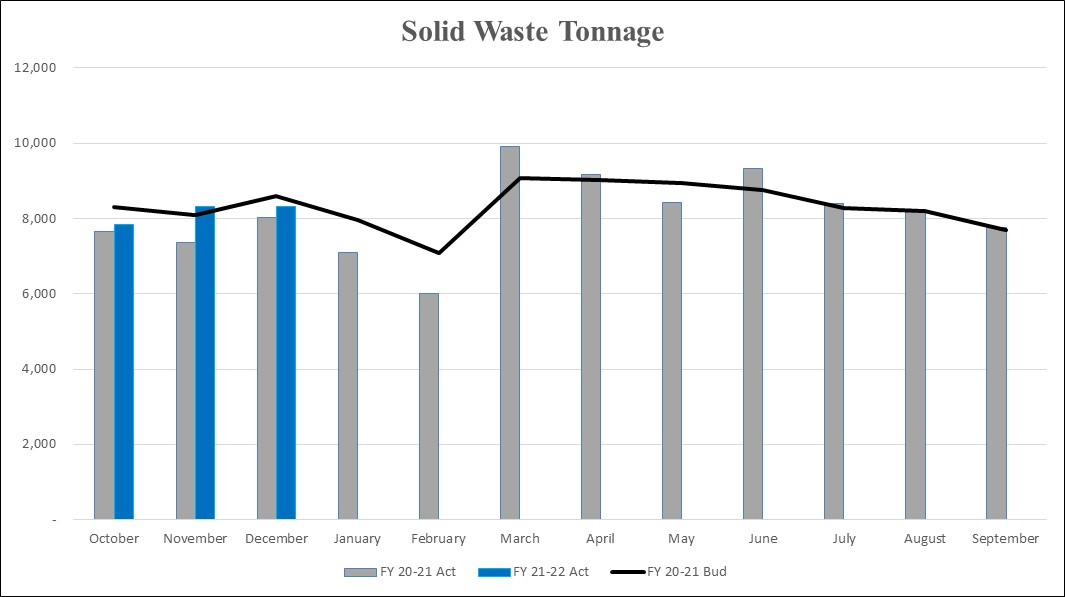 Solid Waste Tonnage
12,000
10,000
8,000
6,000
4,000
2,000
-
October November December January February March April May June July August September
FY 20-21 Act FY 21-22 Act FY 20-21 Bud